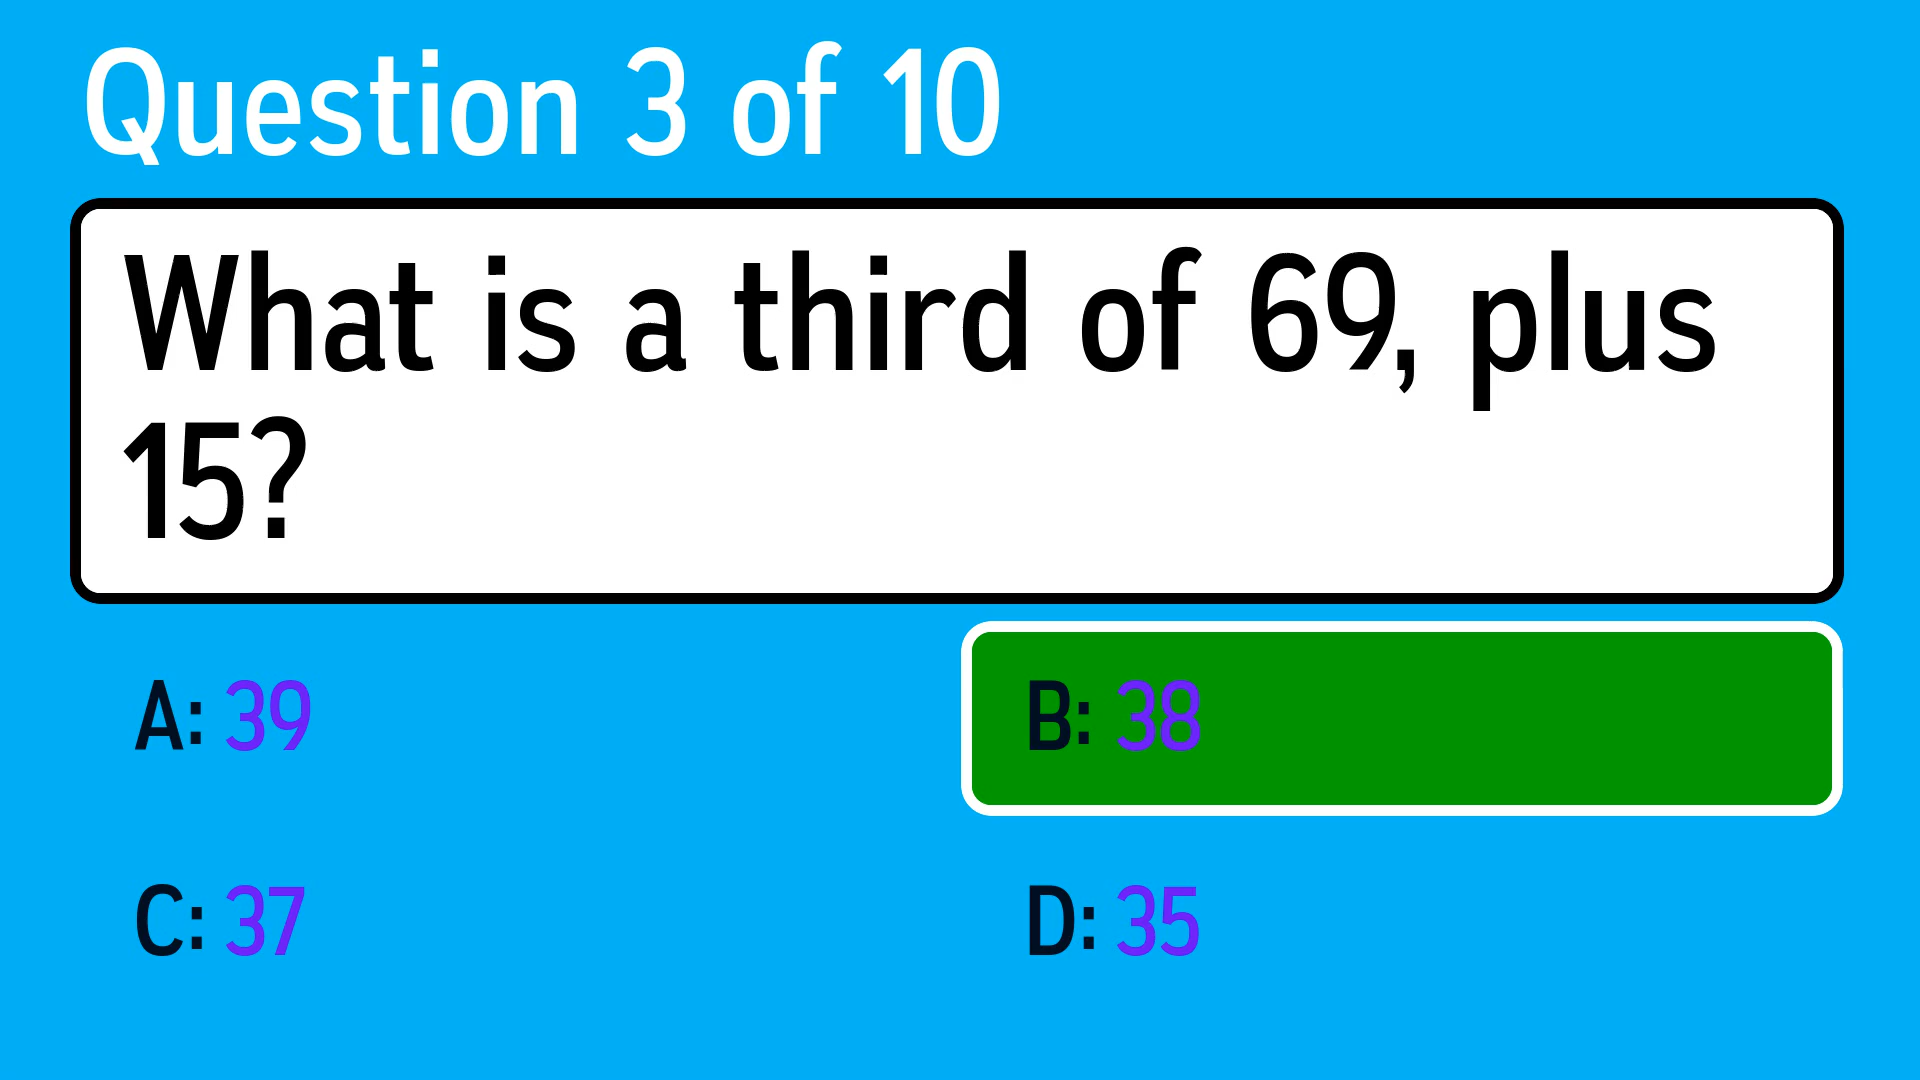 Question 3 of 10
What is a third of 69, plus
15?
A: 39
B: 38
C: 37
D: 35